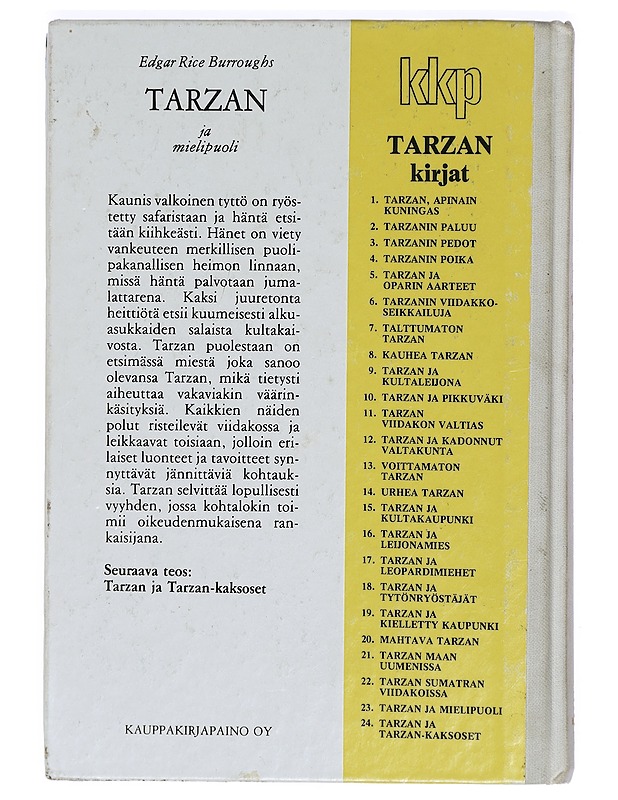 Edgar Rice Burroughs
TARZAN
ja
mielipuoli
Kaunis valkoinen tyttö on ryös-
tetty safaristaan ja häntä etsi-
tään kiihkeästi. Hänet on viety
vankeuteen merkillisen puoli-
pakanallisen heimon linnaan,
missä häntä palvotaan juma-
lattarena. Kaksi juuretonta
heittiötä etsii kuumeisesti alku-
asukkaiden salaista kultakai-
vosta. Tarzan puolestaan on
etsimässä miestä joka sanoo
olevansa Tarzan, mikä tietysti
aiheuttaa vakaviakin väärin-
käsityksiä. Kaikkien näiden
polut risteilevät viidakossa ja
leikkaavat toisiaan, jolloin eri-
laiset luonteet ja tavoitteet syn-
nyttävät jännittäviä kohtauk-
sia. Tarzan selvittää lopullisesti
vyyhden, jossa kohtalokin toi-
mii oikeudenmukaisena ran-
kaisijana.
Seuraava teos:
Tarzan ja Tarzan-kaksoset
KAUPPAKIRJAPAINO OY
kkp
TARZAN
kirjat
1. TARZAN, APINAIN
KUNINGAS
2. TARZANIN PALUU
3. TARZANIN PEDOT
4. TARZANIN POIKA
5. TARZAN JA
OPARIN AARTEET
6. TARZANIN VIIDAKKO-
SEIKKAILUJA
7. TALTTUMATON
TARZAN
8. KAUHEA TARZAN
9. TARZAN JA
KULTALEIJONA
10. TARZAN JA PIKKUVÄKI
11. TARZAN
VIIDAKON VALTIAS
12. TARZAN JA KADONNUT
VALTAKUNTA
13. VOITTAMATON
TARZAN
14. URHEA TARZAN
15. TARZAN JA
KULTAKAUPUNKI
16. TARZAN JA
LEIJONAMIES
17. TARZAN JA
LEOPARDIMIEHET
18. TARZAN JA
TYTÖNRYÖSTÄJÄT
19. TARZAN JA
KIELLETTY KAUPUNKI
20. MAHTAVA TARZAN
21. TARZAN MAAN
UUMENISSA
22. TARZAN SUMATRAN
VIIDAKOISSA
23. TARZAN JA MIELIPUOLI
24. TARZAN JA
TARZAN-KAKSOSET